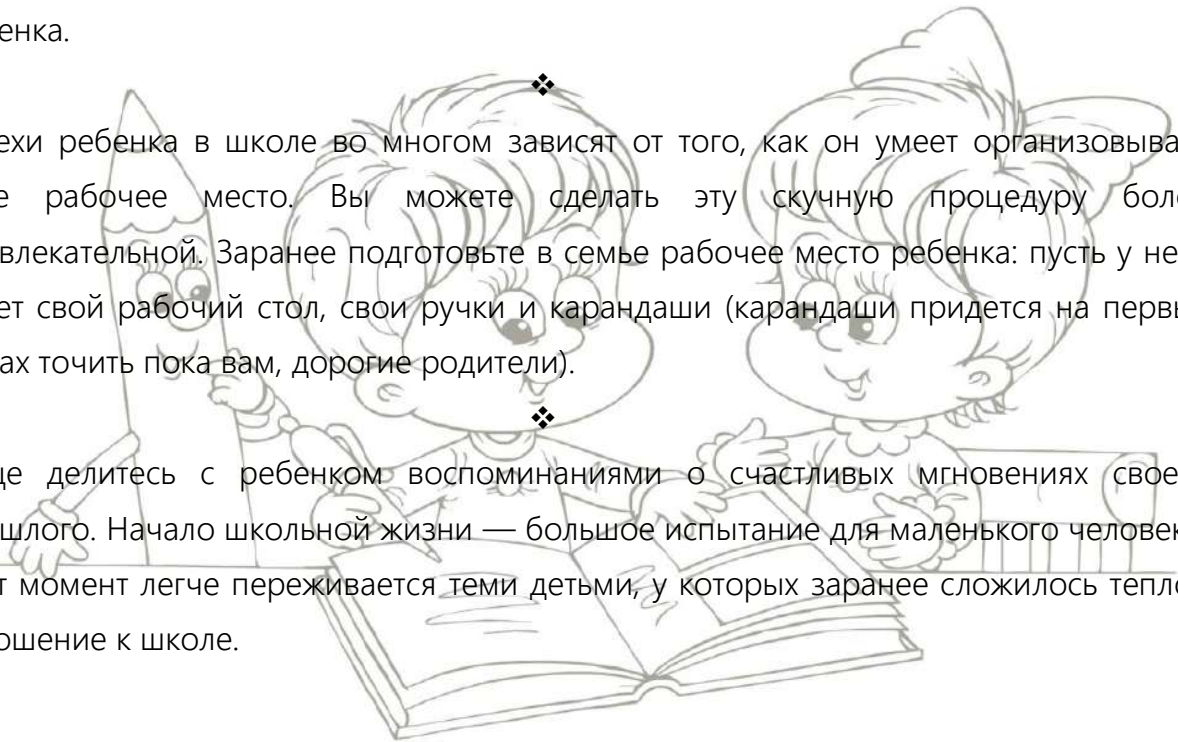 енка.
❖
ехи ребенка в школе во многом зависят от того, как он умеет организовыва
е рабочее место. Вы можете сделать эту скучную процедуру бол
влекательной. Заранее подготовьте в семье рабочее место ребенка: пусть у не
ет свой рабочий стол, свои ручки и карандаши (карандаши придется на первы
ах точить пока вам, дорогие родители).
❖
це делитесь с ребенком воспоминаниями о счастливых мгновениях свое
шлого. Начало школьной жизни — большое испытание для маленького человек
т момент легче переживается теми детьми, у которых заранее сложилось тепло
ошение к школе.